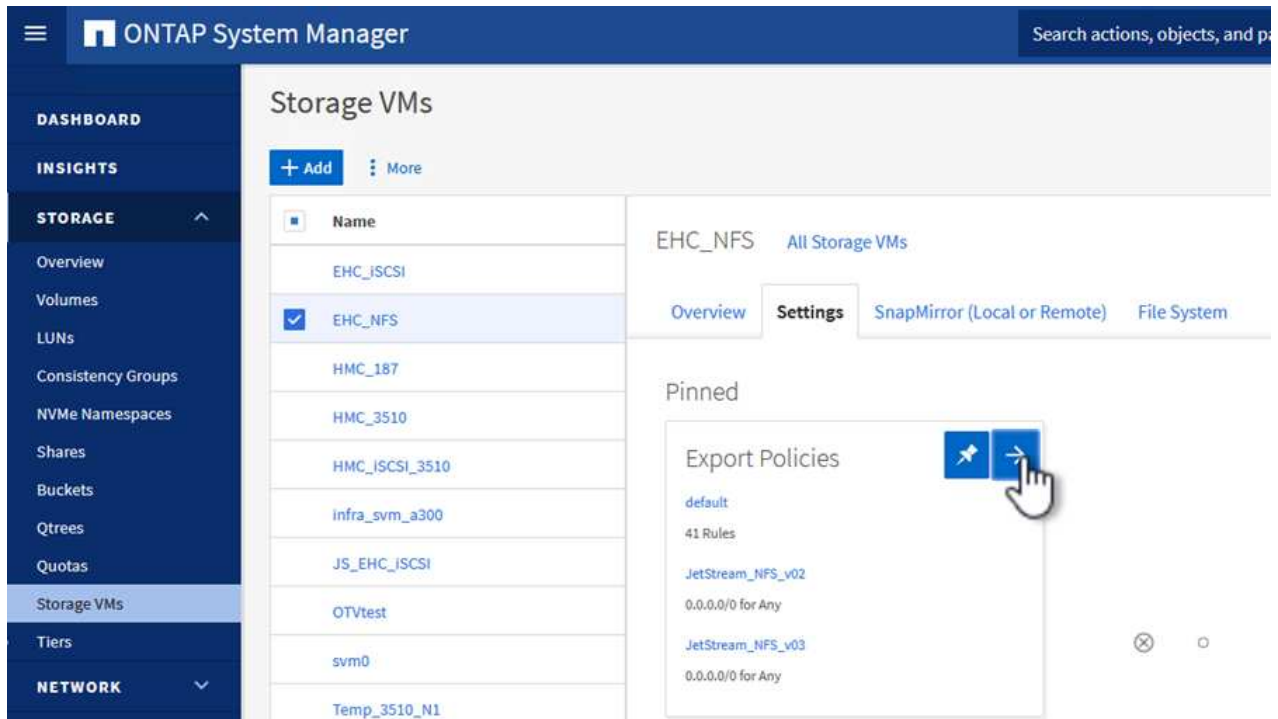 ONTAP System Manager
Search actions, objects, and pa
DASHBOARD
INSIGHTS
STORAGE
Overview
Volumes
LUNs
Consistency Groups
NVMe Namespaces
Shares
Buckets
Qtrees
Quotas
Storage VMs
Tiers
NETWORK
Storage VMs
+ Add
More
Name
EHC_iSCSI
EHC_NFS
HMC_187
HMC_3510
HMC_iSCSI_3510
infra_svm_a300
JS_EHC_iSCSI
OTVtest
svm0
Temp_3510_N1
EHC_NFS All Storage VMs
Overview Settings SnapMirror (Local or Remote) File System
Pinned
Export Policies
default
41 Rules
JetStream_NFS_v02
0.0.0.0/0 for Any
JetStream_NFS_v03
0.0.0.0/0 for Any